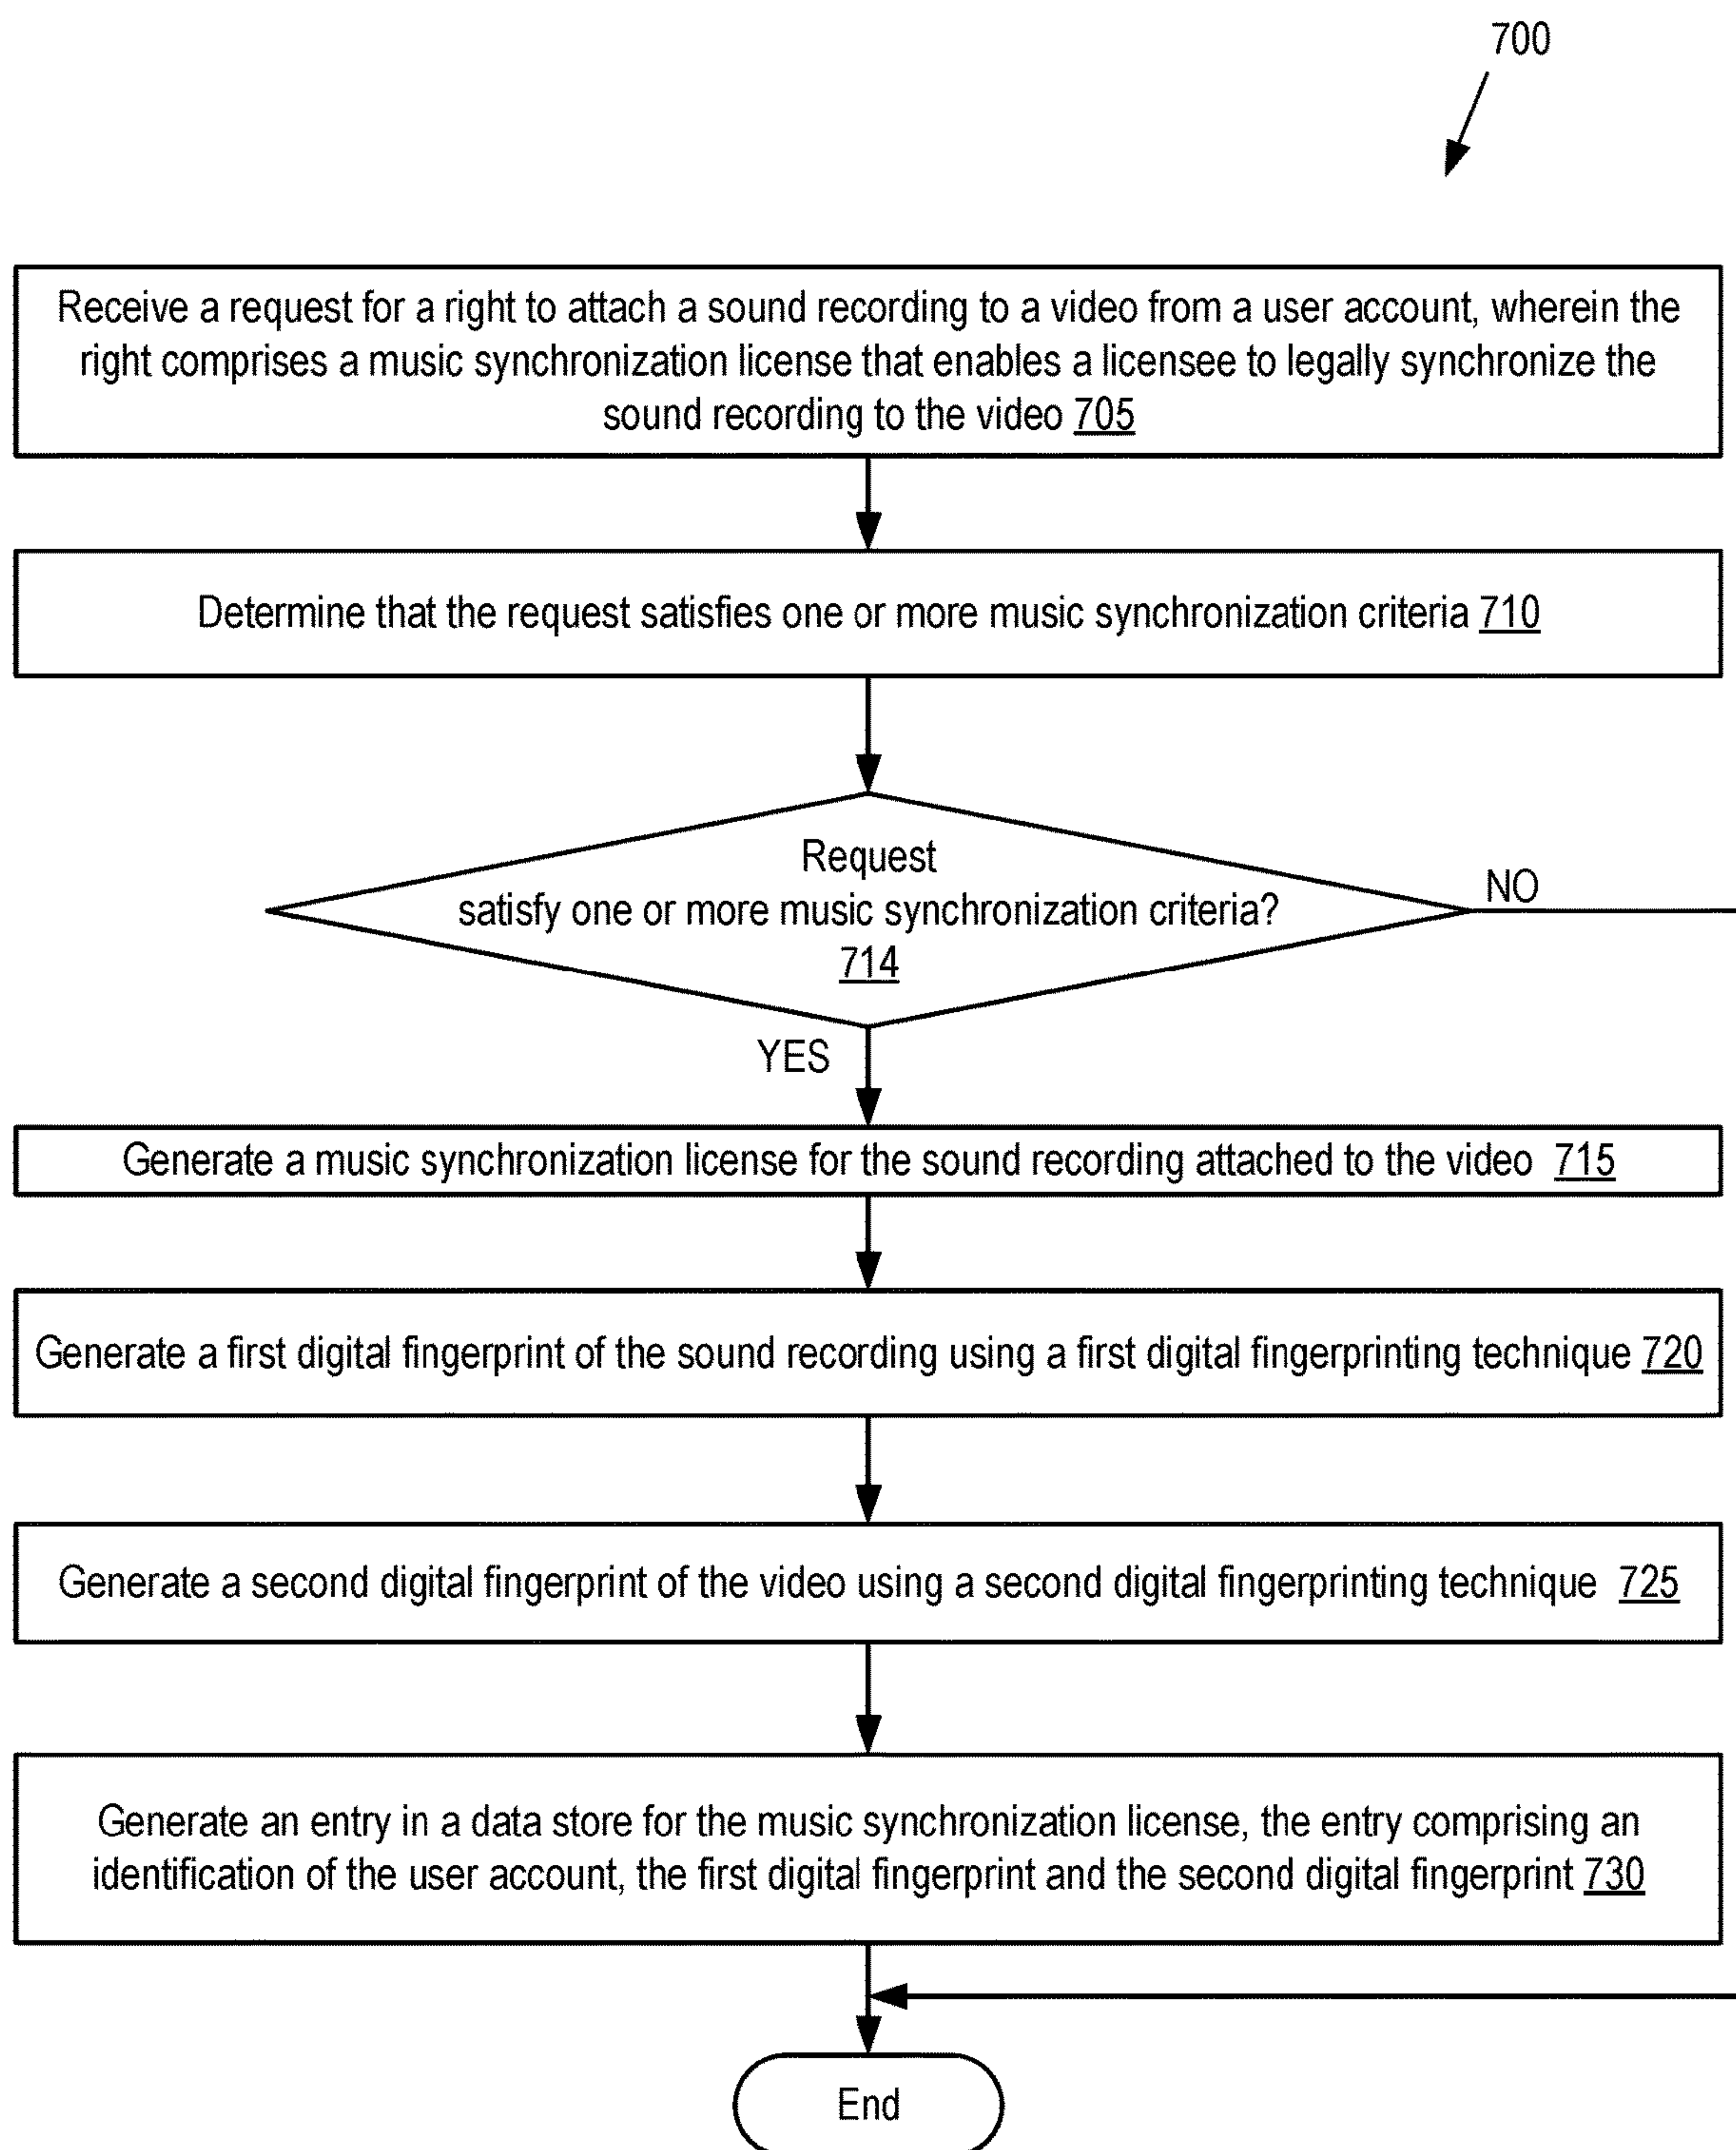 700
Receive a request for a right to attach a sound recording to a video from a user account, wherein the
right comprises a music synchronization license that enables a licensee to legally synchronize the
sound recording to the video 705
Determine that the request satisfies one or more music synchronization criteria 710
Request
satisfy one or more music synchronization criteria?
714
NO
YES
Generate a music synchronization license for the sound recording attached to the video 715
Generate a first digital fingerprint of the sound recording using a first digital fingerprinting technique 720
Generate a second digital fingerprint of the video using a second digital fingerprinting technique 725
Generate an entry in a data store for the music synchronization license, the entry comprising an
identification of the user account, the first digital fingerprint and the second digital fingerprint 730
End